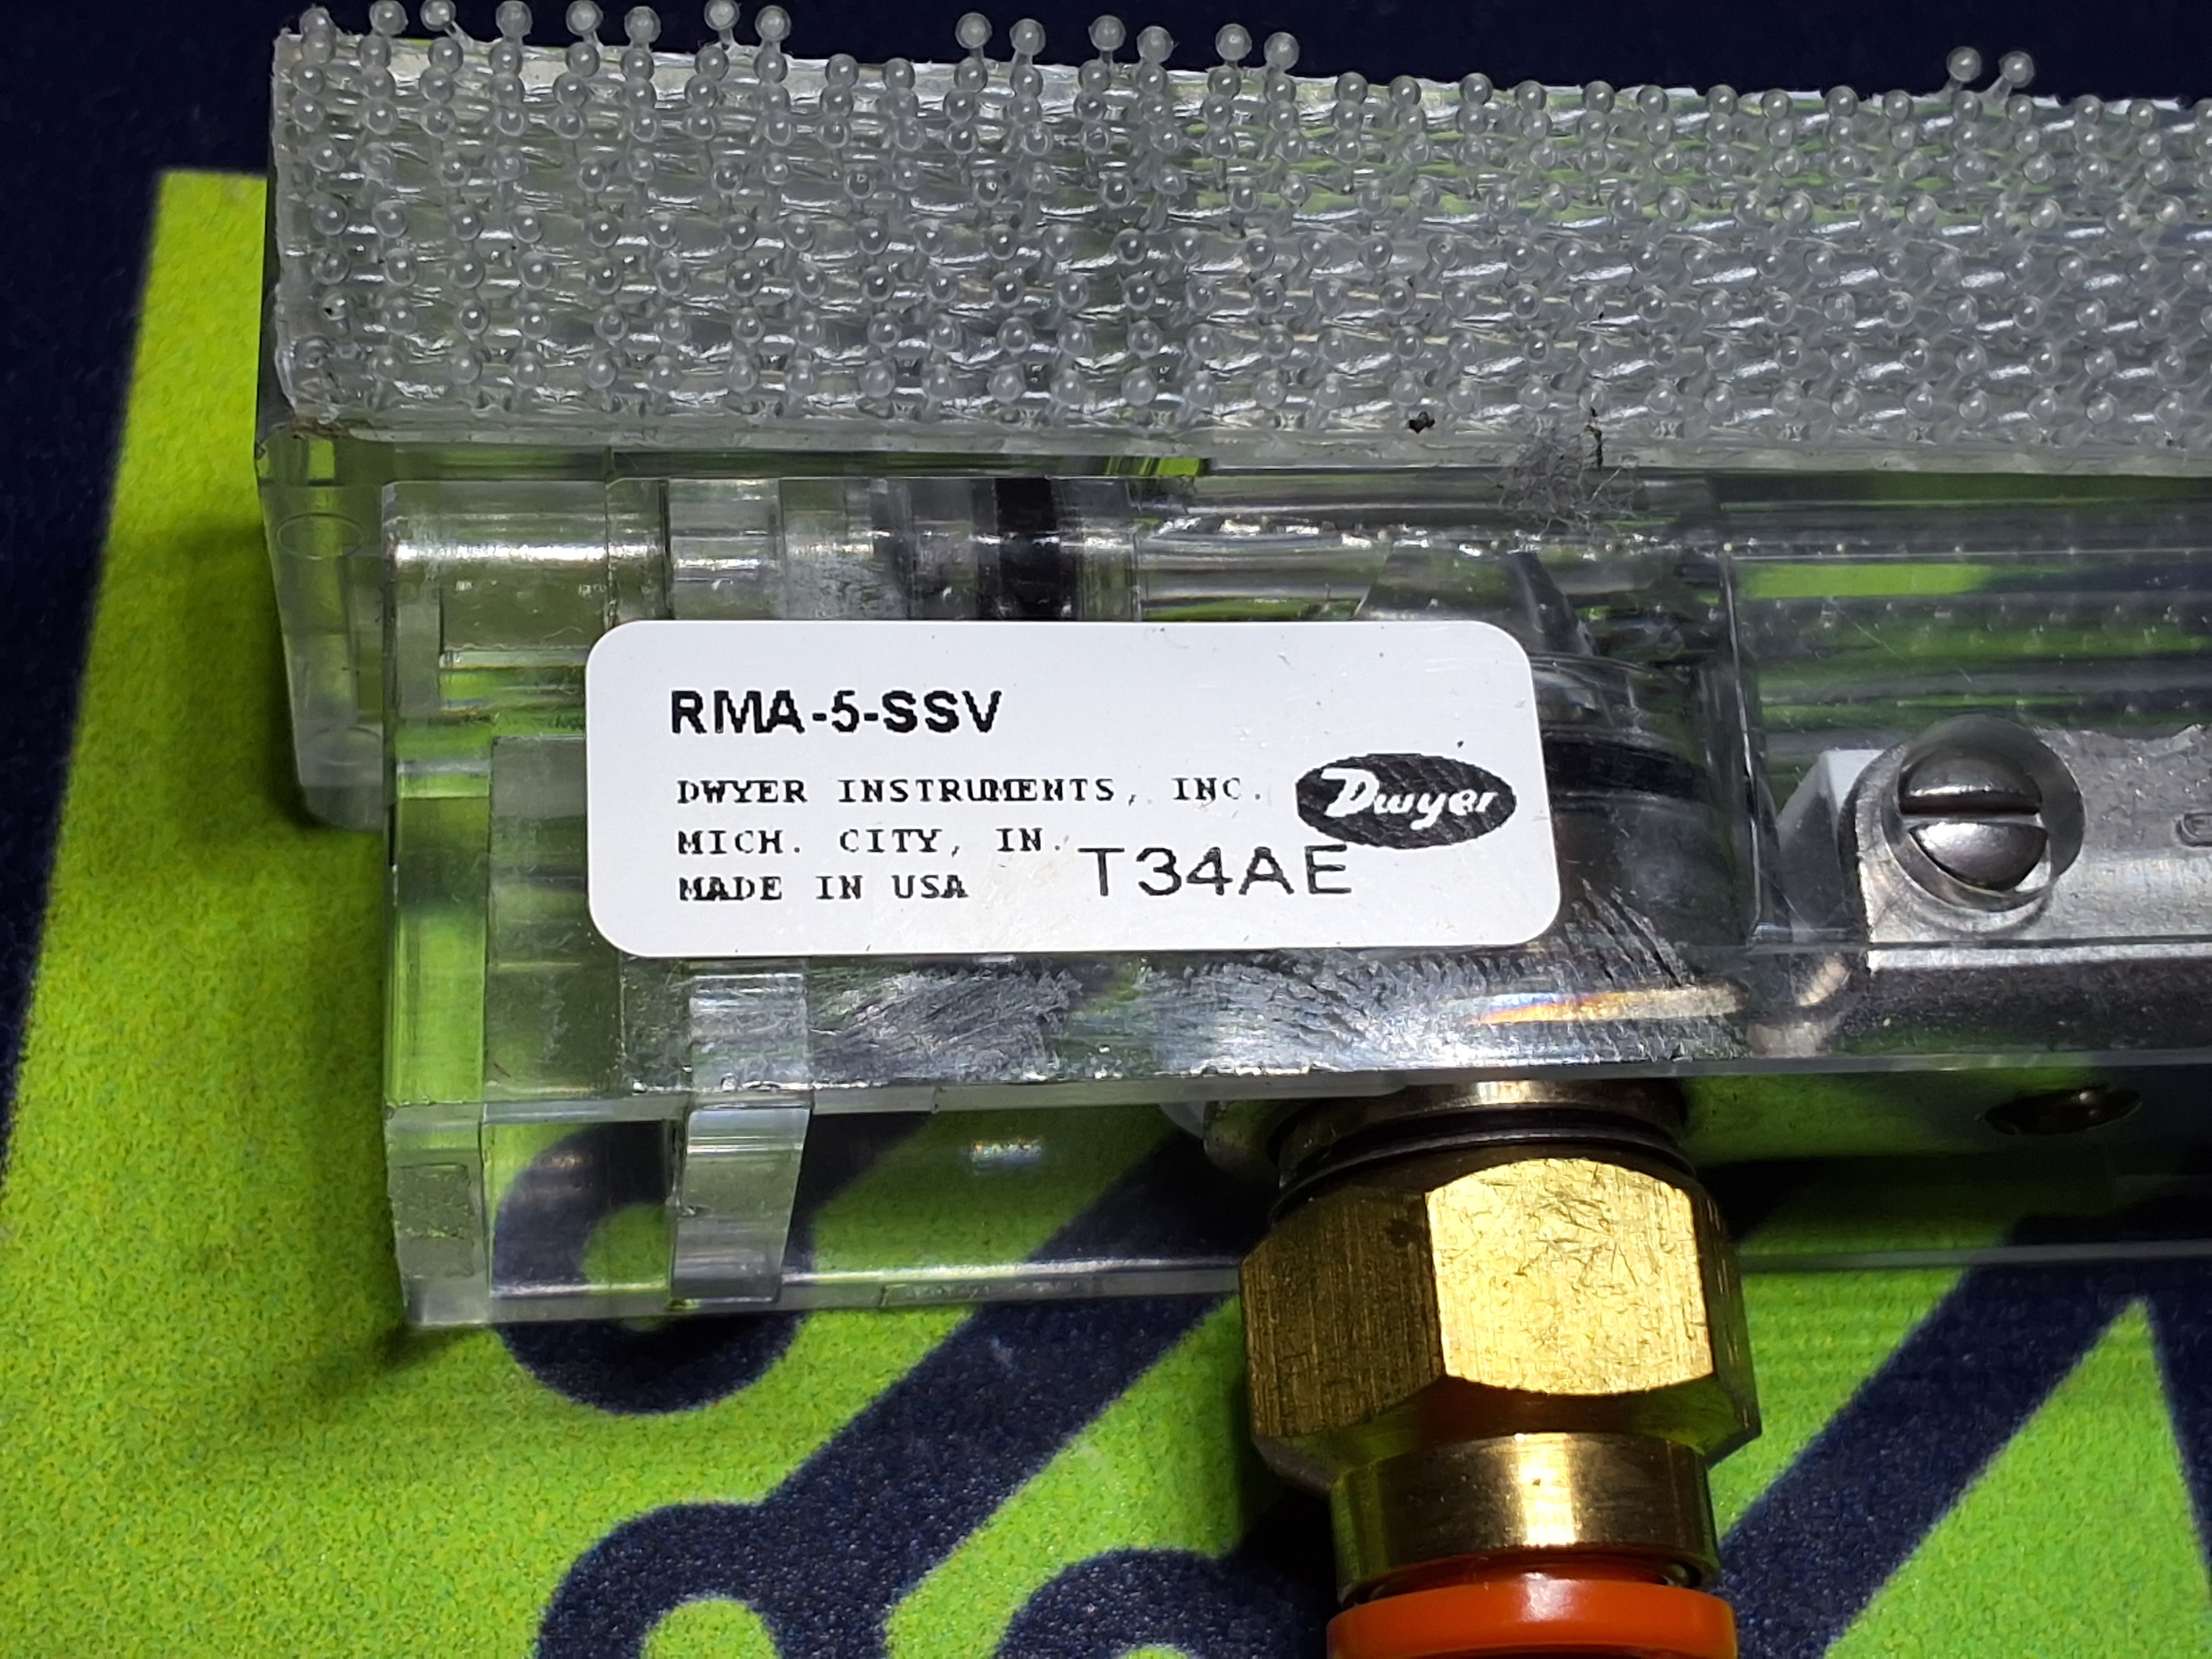 RMA-5-SSV
DWYER INSTRUMENTS, INC.
Dwyer
MICH. CITY, IN.
MADE IN USA
T34AE